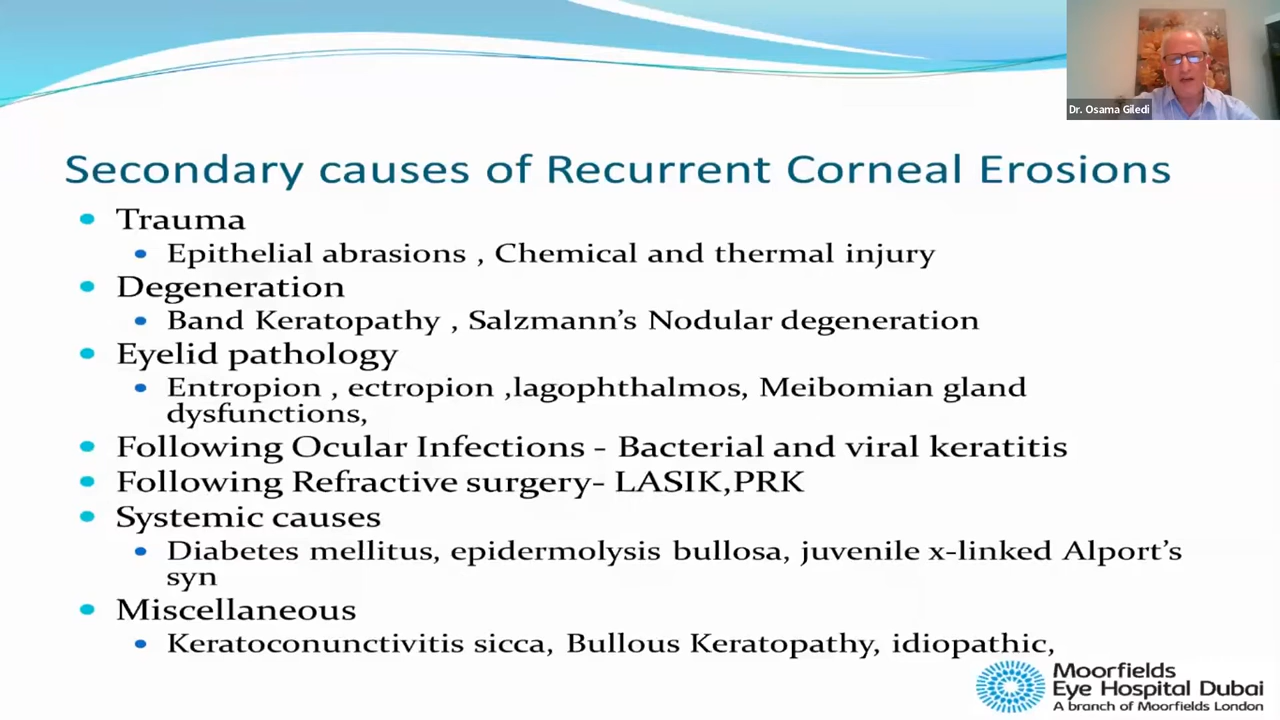 Dr. Osama Giledi
Secondary causes of Recurrent Corneal Erosions
Trauma
Epithelial abrasions , Chemical and thermal injury
Degeneration
Band Keratopathy , Salzmann's Nodular degeneration
Eyelid pathology
Entropion , ectropion ,lagophthalmos, Meibomian gland
dysfunctions,
Following Ocular Infections - Bacterial and viral keratitis
Following Refractive surgery- LASIK,PRK
Systemic causes
Diabetes mellitus, epidermolysis bullosa, juvenile x-linked Alport's
syn
Miscellaneous
Keratoconunctivitis sicca, Bullous Keratopathy, idiopathic,
Moorfields
Eye Hospital Dubai
A branch of Moorfields London